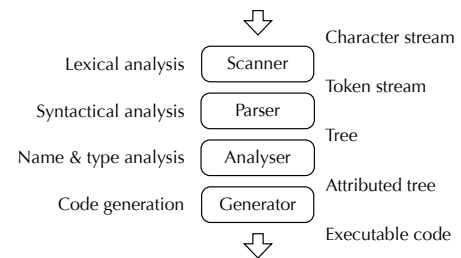 Character stream
Lexical analysis Scanner
Token stream
Syntactical analysis Parser
Tree
Name & type analysis Analyser
Attributed tree
Code generation Generator
Executable code